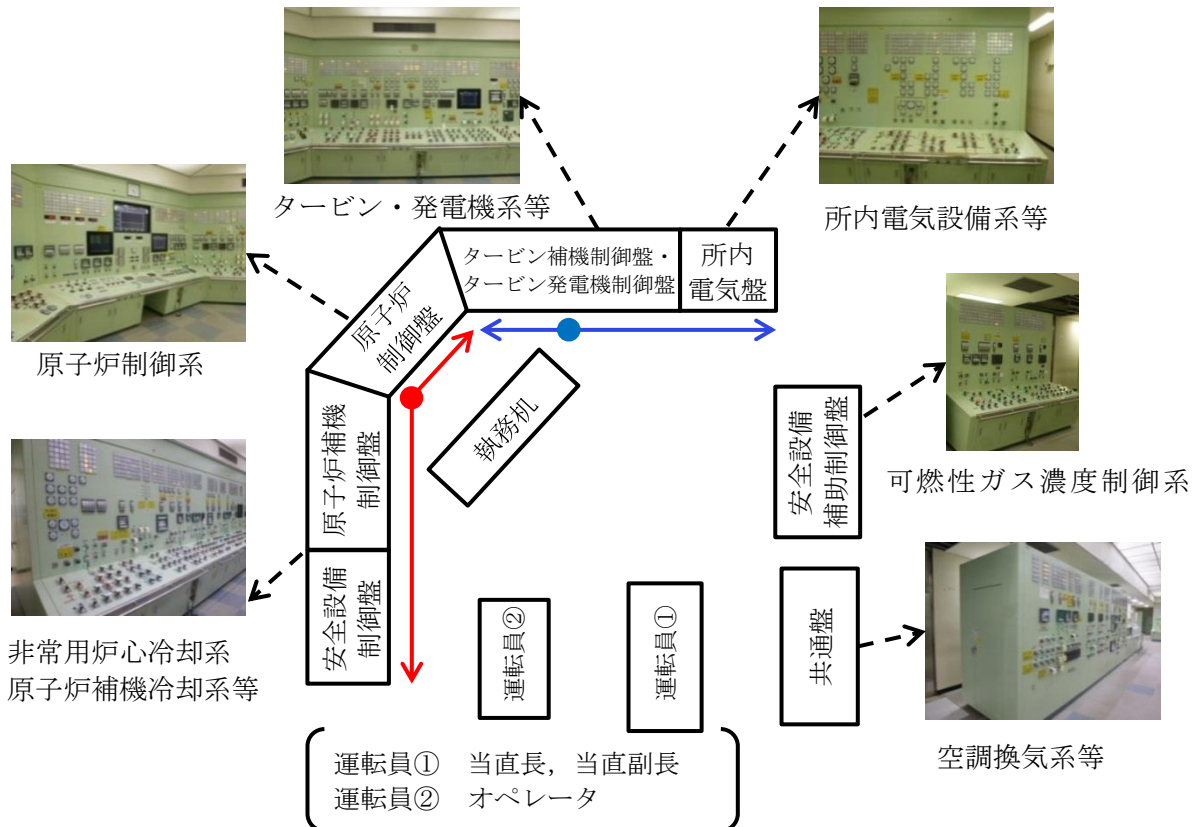 タービン・発電機系等
所内電気設備系等
タービン補機制御盤・
タービン発電機制御盤
所内
電気盤
原子炉
制御盤
原子炉制御系
執務机
原子炉補機
制御盤
安全設備
補助制御盤
可燃性ガス濃度制御系
安全設備
制御盤
非常用炉心冷却系
原子炉補機冷却系等
運転員②
運転員①
共通盤
空調換気系等
運転員① 当直長，当直副長
運転員② オペレータ